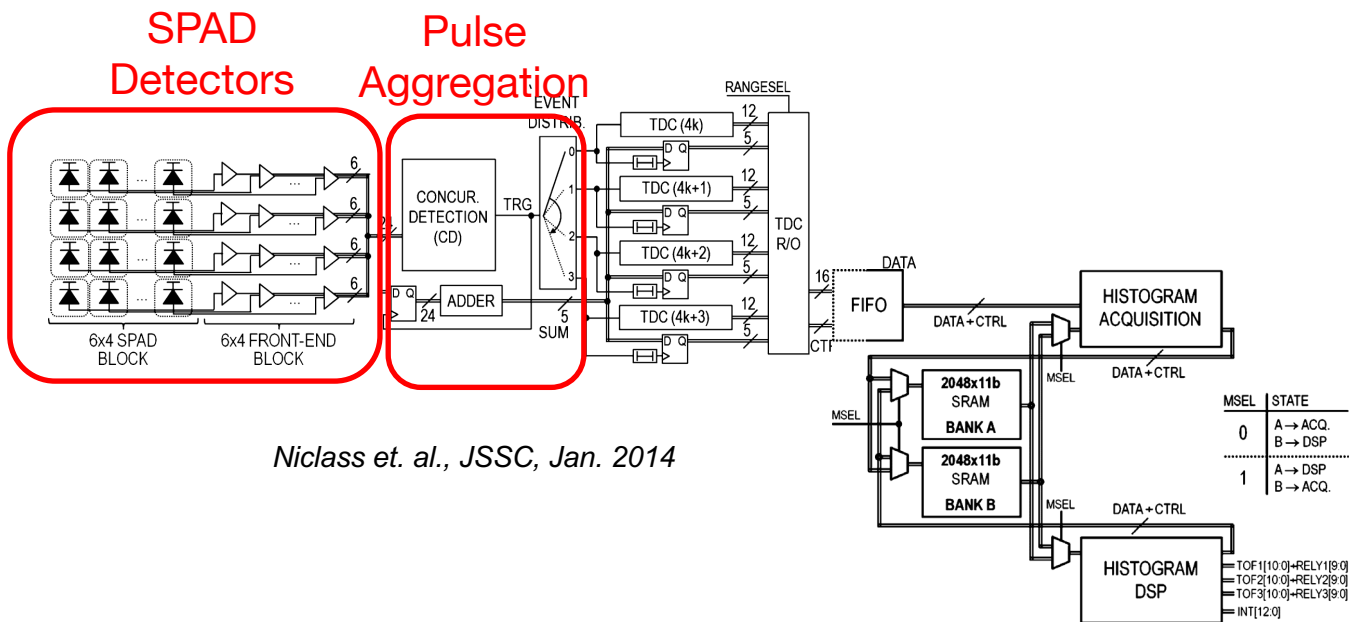 SPAD
Detectors
Pulse
Aggregation
EVENT
DISTRIB.
RANGESEL
6
6
6
6
...
...
...
...
...
...
...
...
6x4 SPAD
BLOCK
6x4 FRONT-END
BLOCK
CONCUR.
DETECTION
(CD)
TRG
D Q
24
ADDER
5
SUM
0
1
2
3
TDC (4k)
12
D Q
5
TDC (4k+1)
12
D Q
5
TDC (4k+2)
12
D Q
5
TDC (4k+3)
12
D Q
5
TDC
R/O
16
DATA
FIFO
DATA+CTRL
HISTOGRAM
ACQUISITION
MSEL
DATA+CTRL
MSEL
2048x11b
SRAM
BANK A
2048x11b
SRAM
BANK B
MSEL
DATA+CTRL
HISTOGRAM
DSP
TOF1[10:0]+RELY1[9:0]
TOF2[10:0]+RELY2[9:0]
TOF3[10:0]+RELY3[9:0]
INT[12:0]
MSEL STATE
0 A→ACQ.
B→DSP
1 A→DSP
B→ACQ.
Niclass et. al., JSSC, Jan. 2014